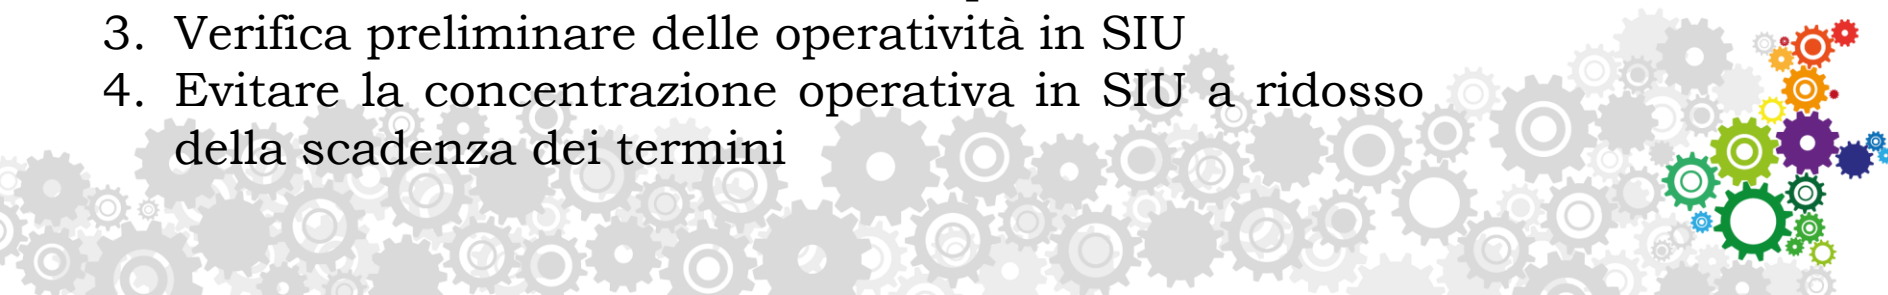 3. Verifica preliminare delle operatività in SIU
4. Evitare la concentrazione operativa in SIU a ridosso
della scadenza dei termini